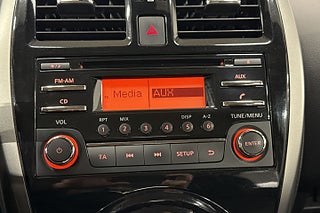 FM-AM
AUX
Media AUX
CD
RPT MIX DISP A-Z
VOL
1 2 3 4 5 6
TUNE/MENU
TA
SETUP
ENTER